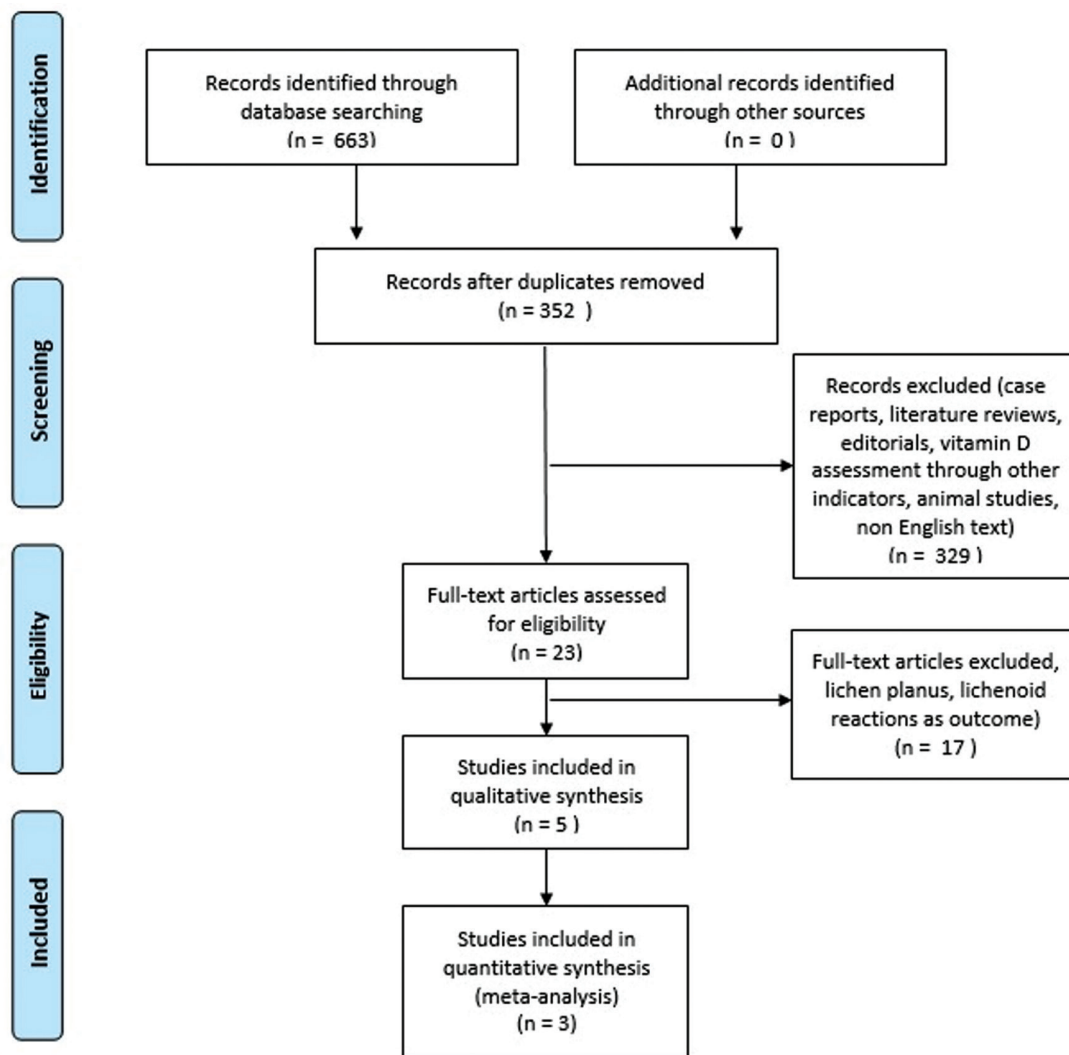 Identification
Records identified through
database searching
(n = 663)
Additional records identified
through other sources
(n = 0 )
Screening
Records after duplicates removed
(n = 352 )
Records excluded (case
reports, literature reviews,
editorials, vitamin D
assessment through other
indicators, animal studies,
non English text)
(n = 329 )
Eligibility
Full-text articles assessed
for eligibility
(n = 23)
Full-text articles excluded,
lichen planus, lichenoid
reactions as outcome)
(n = 17 )
Studies included in
qualitative synthesis
(n = 5 )
Included
Studies included in
quantitative synthesis
(meta-analysis)
(n = 3)